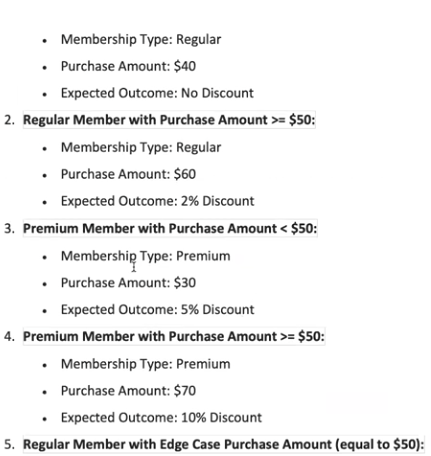 • Membership Type: Regular
• Purchase Amount: $40
• Expected Outcome: No Discount
2. Regular Member with Purchase Amount >= $50:
• Membership Type: Regular
• Purchase Amount: $60
• Expected Outcome: 2% Discount
3. Premium Member with Purchase Amount < $50:
• Membership Type: Premium
• Purchase Amount: $30
• Expected Outcome: 5% Discount
4. Premium Member with Purchase Amount >= $50:
• Membership Type: Premium
• Purchase Amount: $70
• Expected Outcome: 10% Discount
5. Regular Member with Edge Case Purchase Amount (equal to $50):